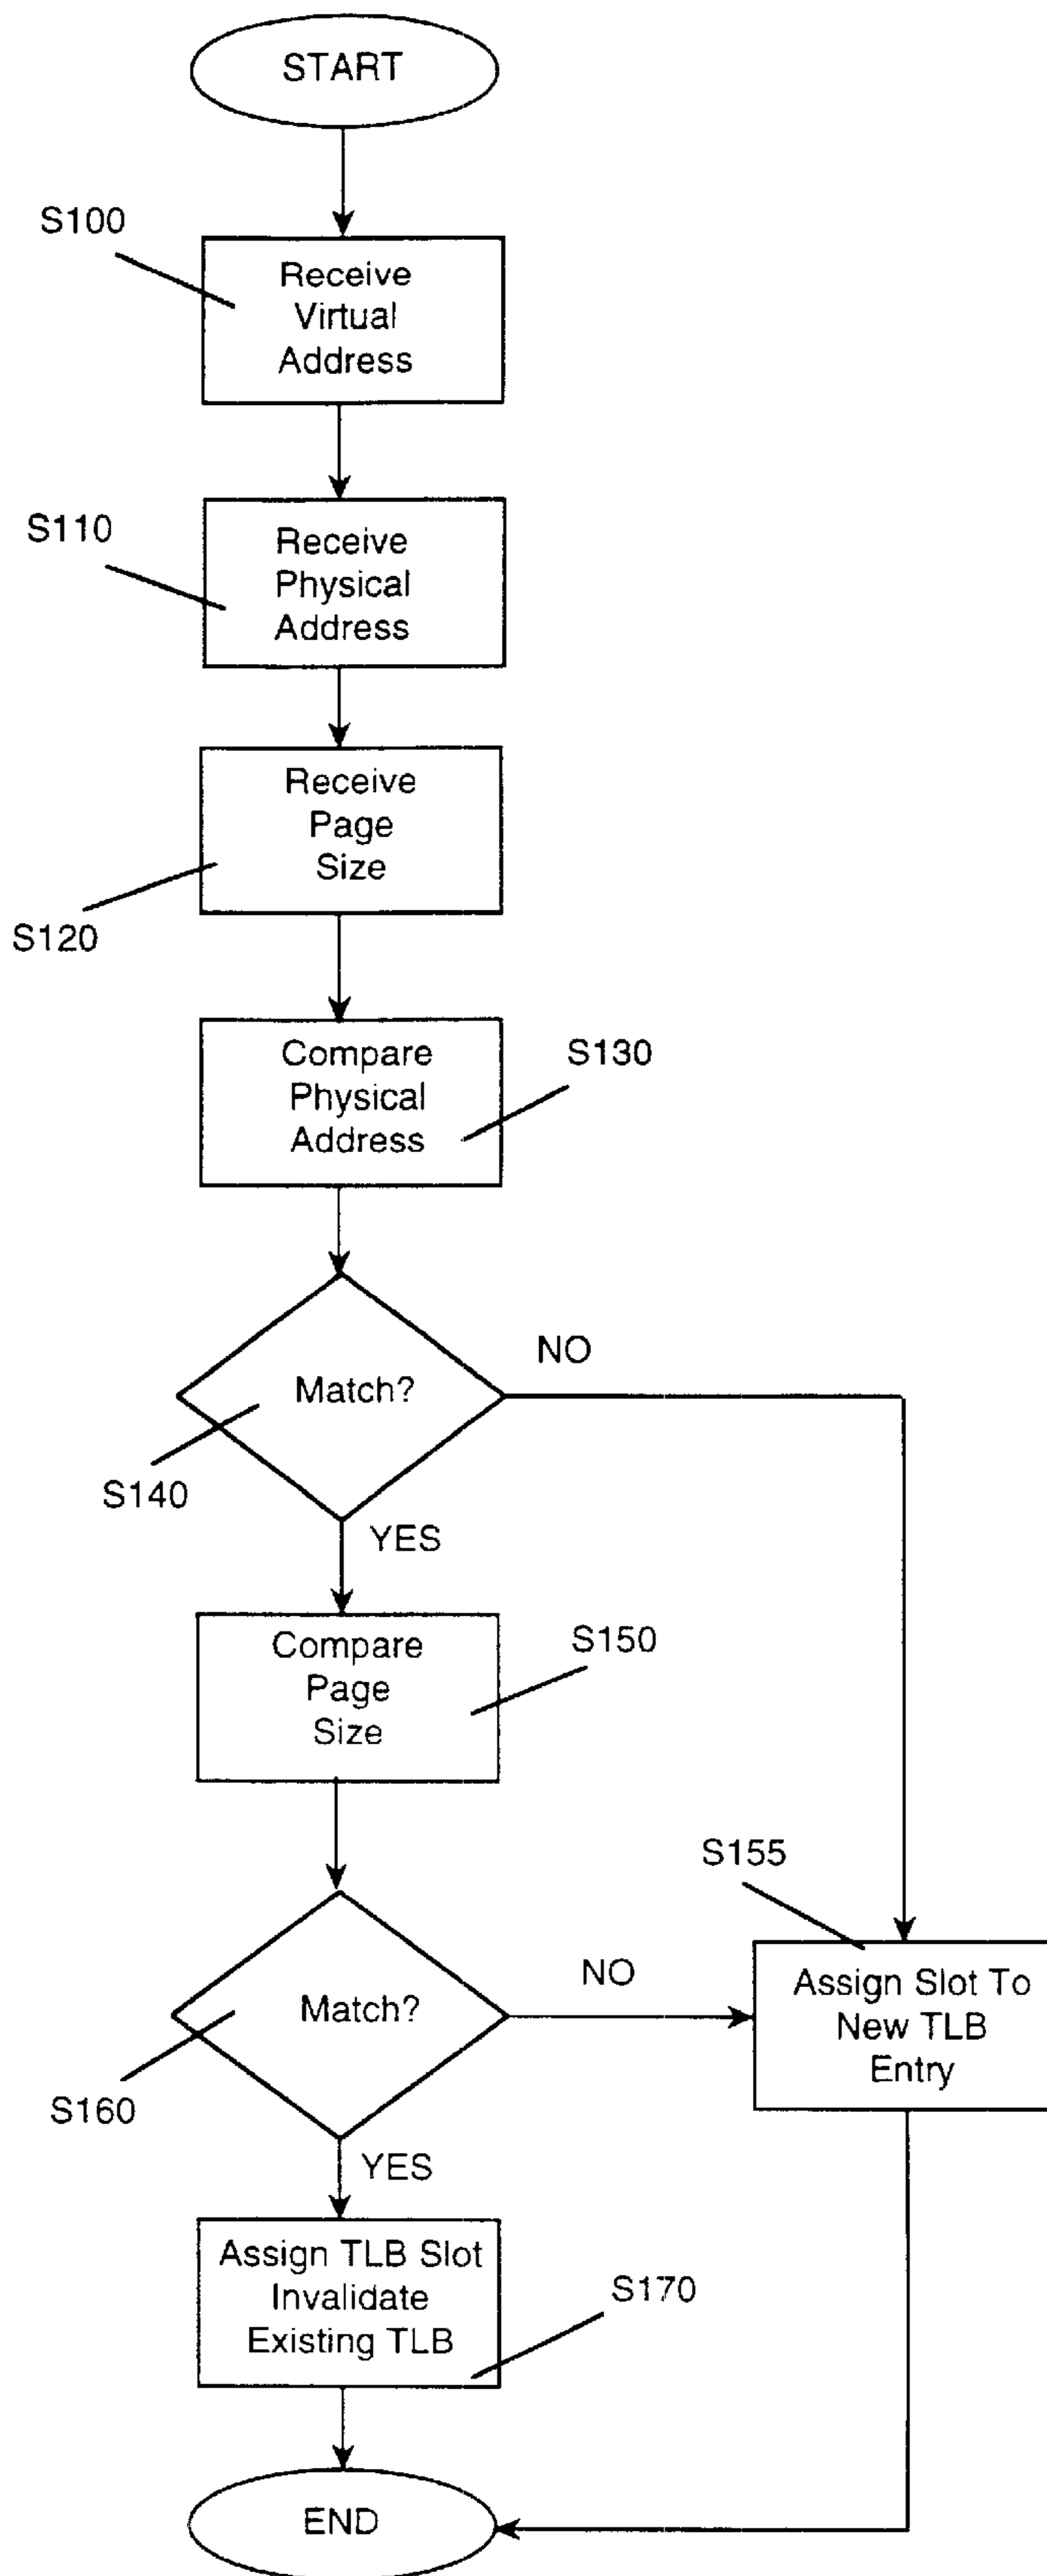 START
S100
Receive
Virtual
Address
S110
Receive
Physical
Address
Receive
Page
Size
S120
Compare
Physical
Address
S130
NO
Match?
S140
YES
Compare
Page
Size
S150
S155
NO
Match?
Assign Slot To
New TLB
Entry
S160
YES
Assign TLB Slot
Invalidate
Existing TLB
S170
END